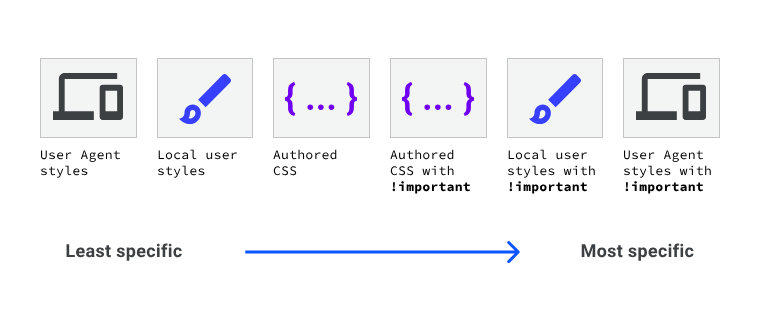 { ... }
{ ... }
User Agent
styles
Local user
styles
Authored
CSS
Authored
CSS with
!important
Local user
styles with
!important
User Agent
styles with
!important
Least specific
Most specific